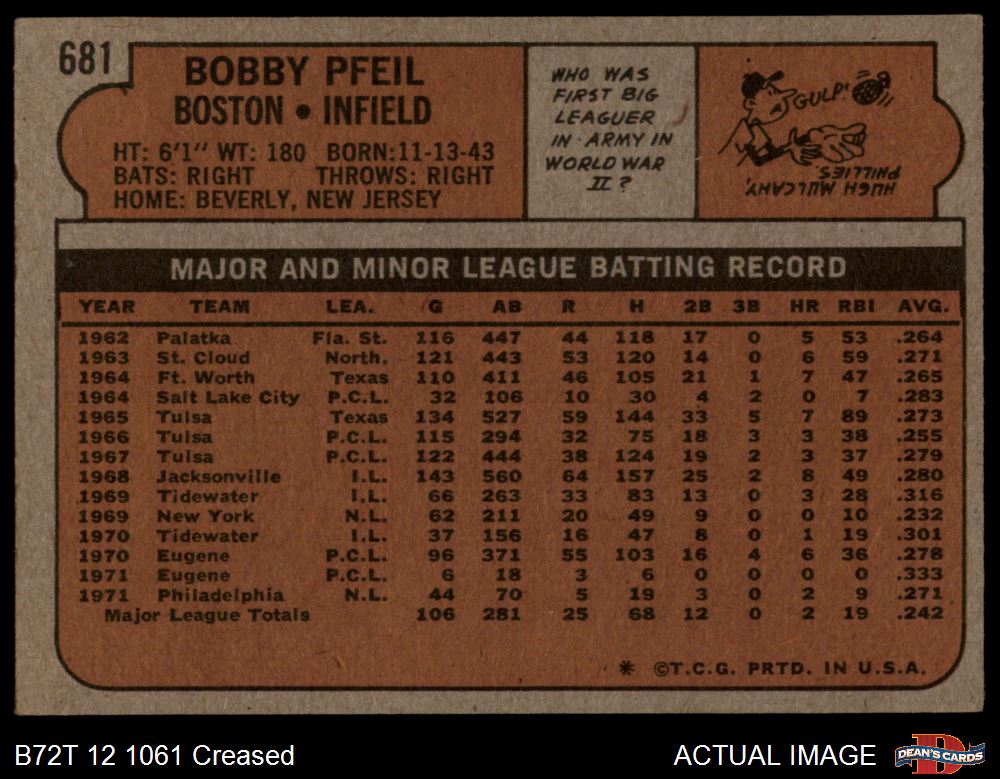 681
BOBBY PFEIL
BOSTON • INFIELD
HT: 6'1" WT: 180 BORN: 11-13-43
BATS: RIGHT THROWS: RIGHT
HOME: BEVERLY, NEW JERSEY
WHO WAS
FIRST BIG
LEAGUER
IN ARMY IN
WORLD WAR
II?
GULP!
HUGH MULCAHY,
PHILLIES.
MAJOR AND MINOR LEAGUE BATTING RECORD
YEAR TEAM LEA. G AB R H 2B 3B HR RBI AVG.
1962 Palatka Fla. St. 116 447 44 118 17 0 5 53 .264
1963 St. Cloud North. 121 443 53 120 14 0 6 59 .271
1964 Ft. Worth Texas 110 411 46 105 21 1 7 47 .265
1964 Salt Lake City P.C.L. 32 106 10 30 4 2 0 7 .283
1965 Tulsa Texas 134 527 59 144 33 5 7 89 .273
1966 Tulsa P.C.L. 115 294 32 75 18 3 3 38 .255
1967 Tulsa P.C.L. 122 444 38 124 19 2 3 37 .279
1968 Jacksonville I.L. 143 560 64 157 25 2 8 49 .280
1969 Tidewater I.L. 66 263 33 83 13 0 3 28 .316
1969 New York N.L. 62 211 20 49 9 0 0 10 .232
1970 Tidewater I.L. 37 156 16 47 8 0 1 19 .301
1970 Eugene P.C.L. 96 371 55 103 16 4 6 36 .278
1971 Eugene P.C.L. 6 18 3 6 0 0 0 0 .333
1971 Philadelphia N.L. 44 70 5 19 3 0 2 9 .271
Major League Totals 106 281 25 68 12 0 2 19 .242
* ©T.C.G. PRTD. IN U.S.A.
B72T 12 1061 Creased
ACTUAL IMAGE
D
DEAN'S CARDS